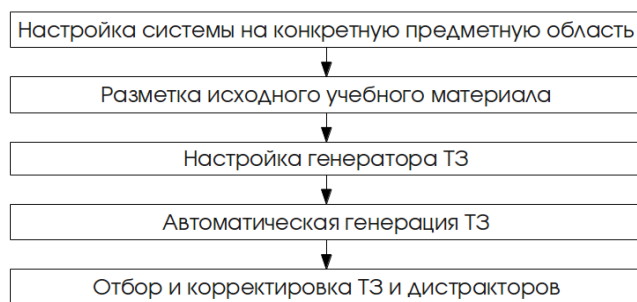 Настройка системы на конкретную предметную область
Разметка исходного учебного материала
Настройка генератора ТЗ
Автоматическая генерация ТЗ
Отбор и корректировка ТЗ и дистракторов